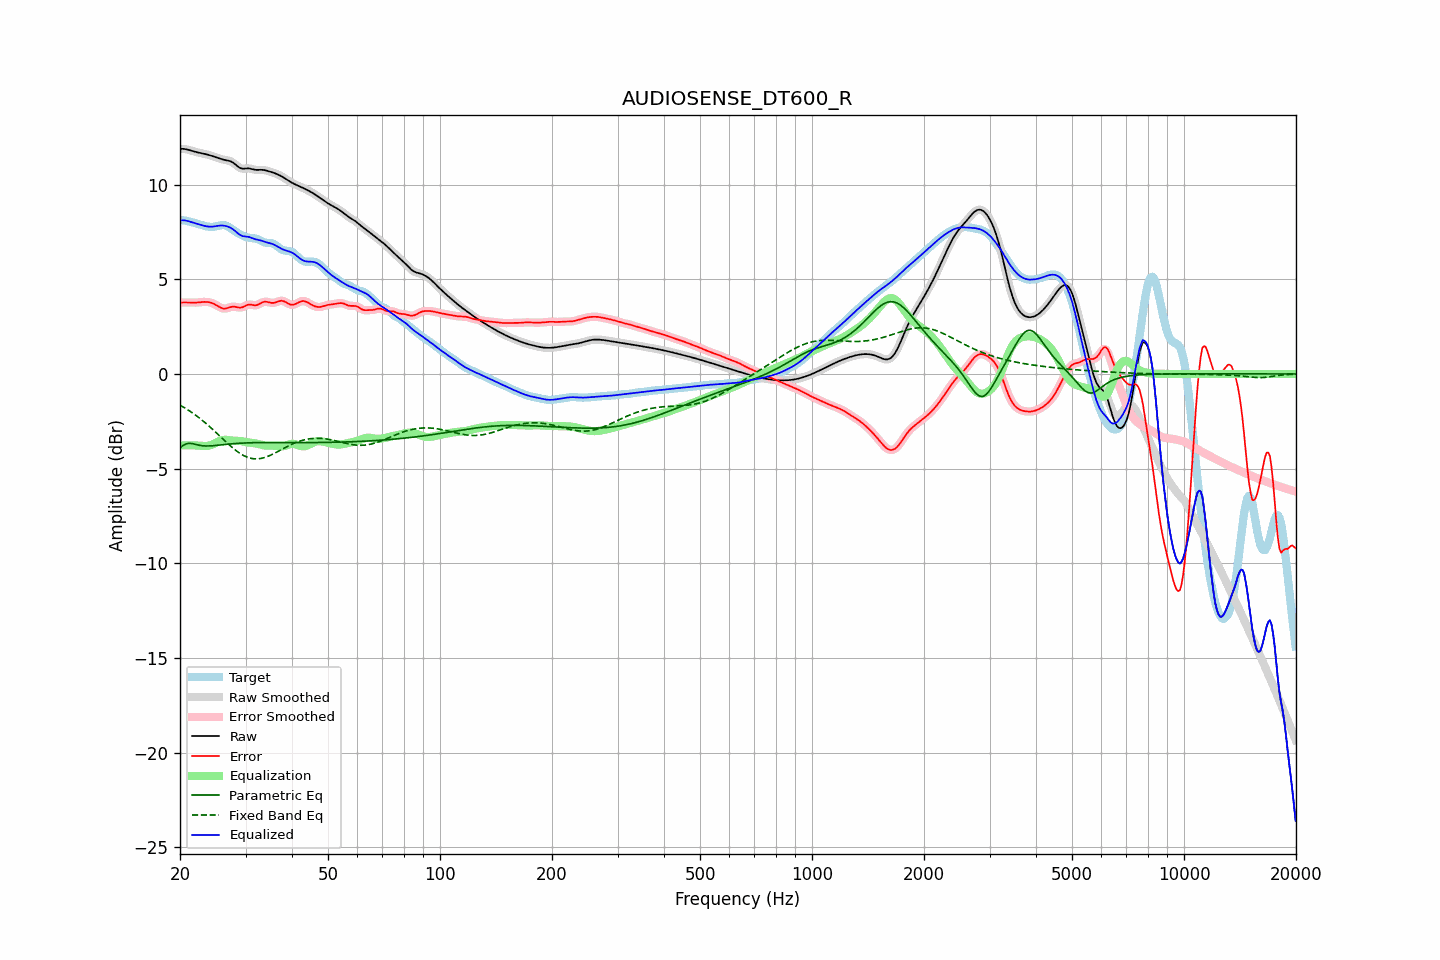 AUDIOSENSE_DT600_R
10
5
0
−5
−10
−15
−20
−25
Amplitude (dBr)
Target
Raw Smoothed
Error Smoothed
Raw
Error
Equalization
Parametric Eq
Fixed Band Eq
Equalized
20 50 100 200 500 1000 2000 5000 10000 20000
Frequency (Hz)